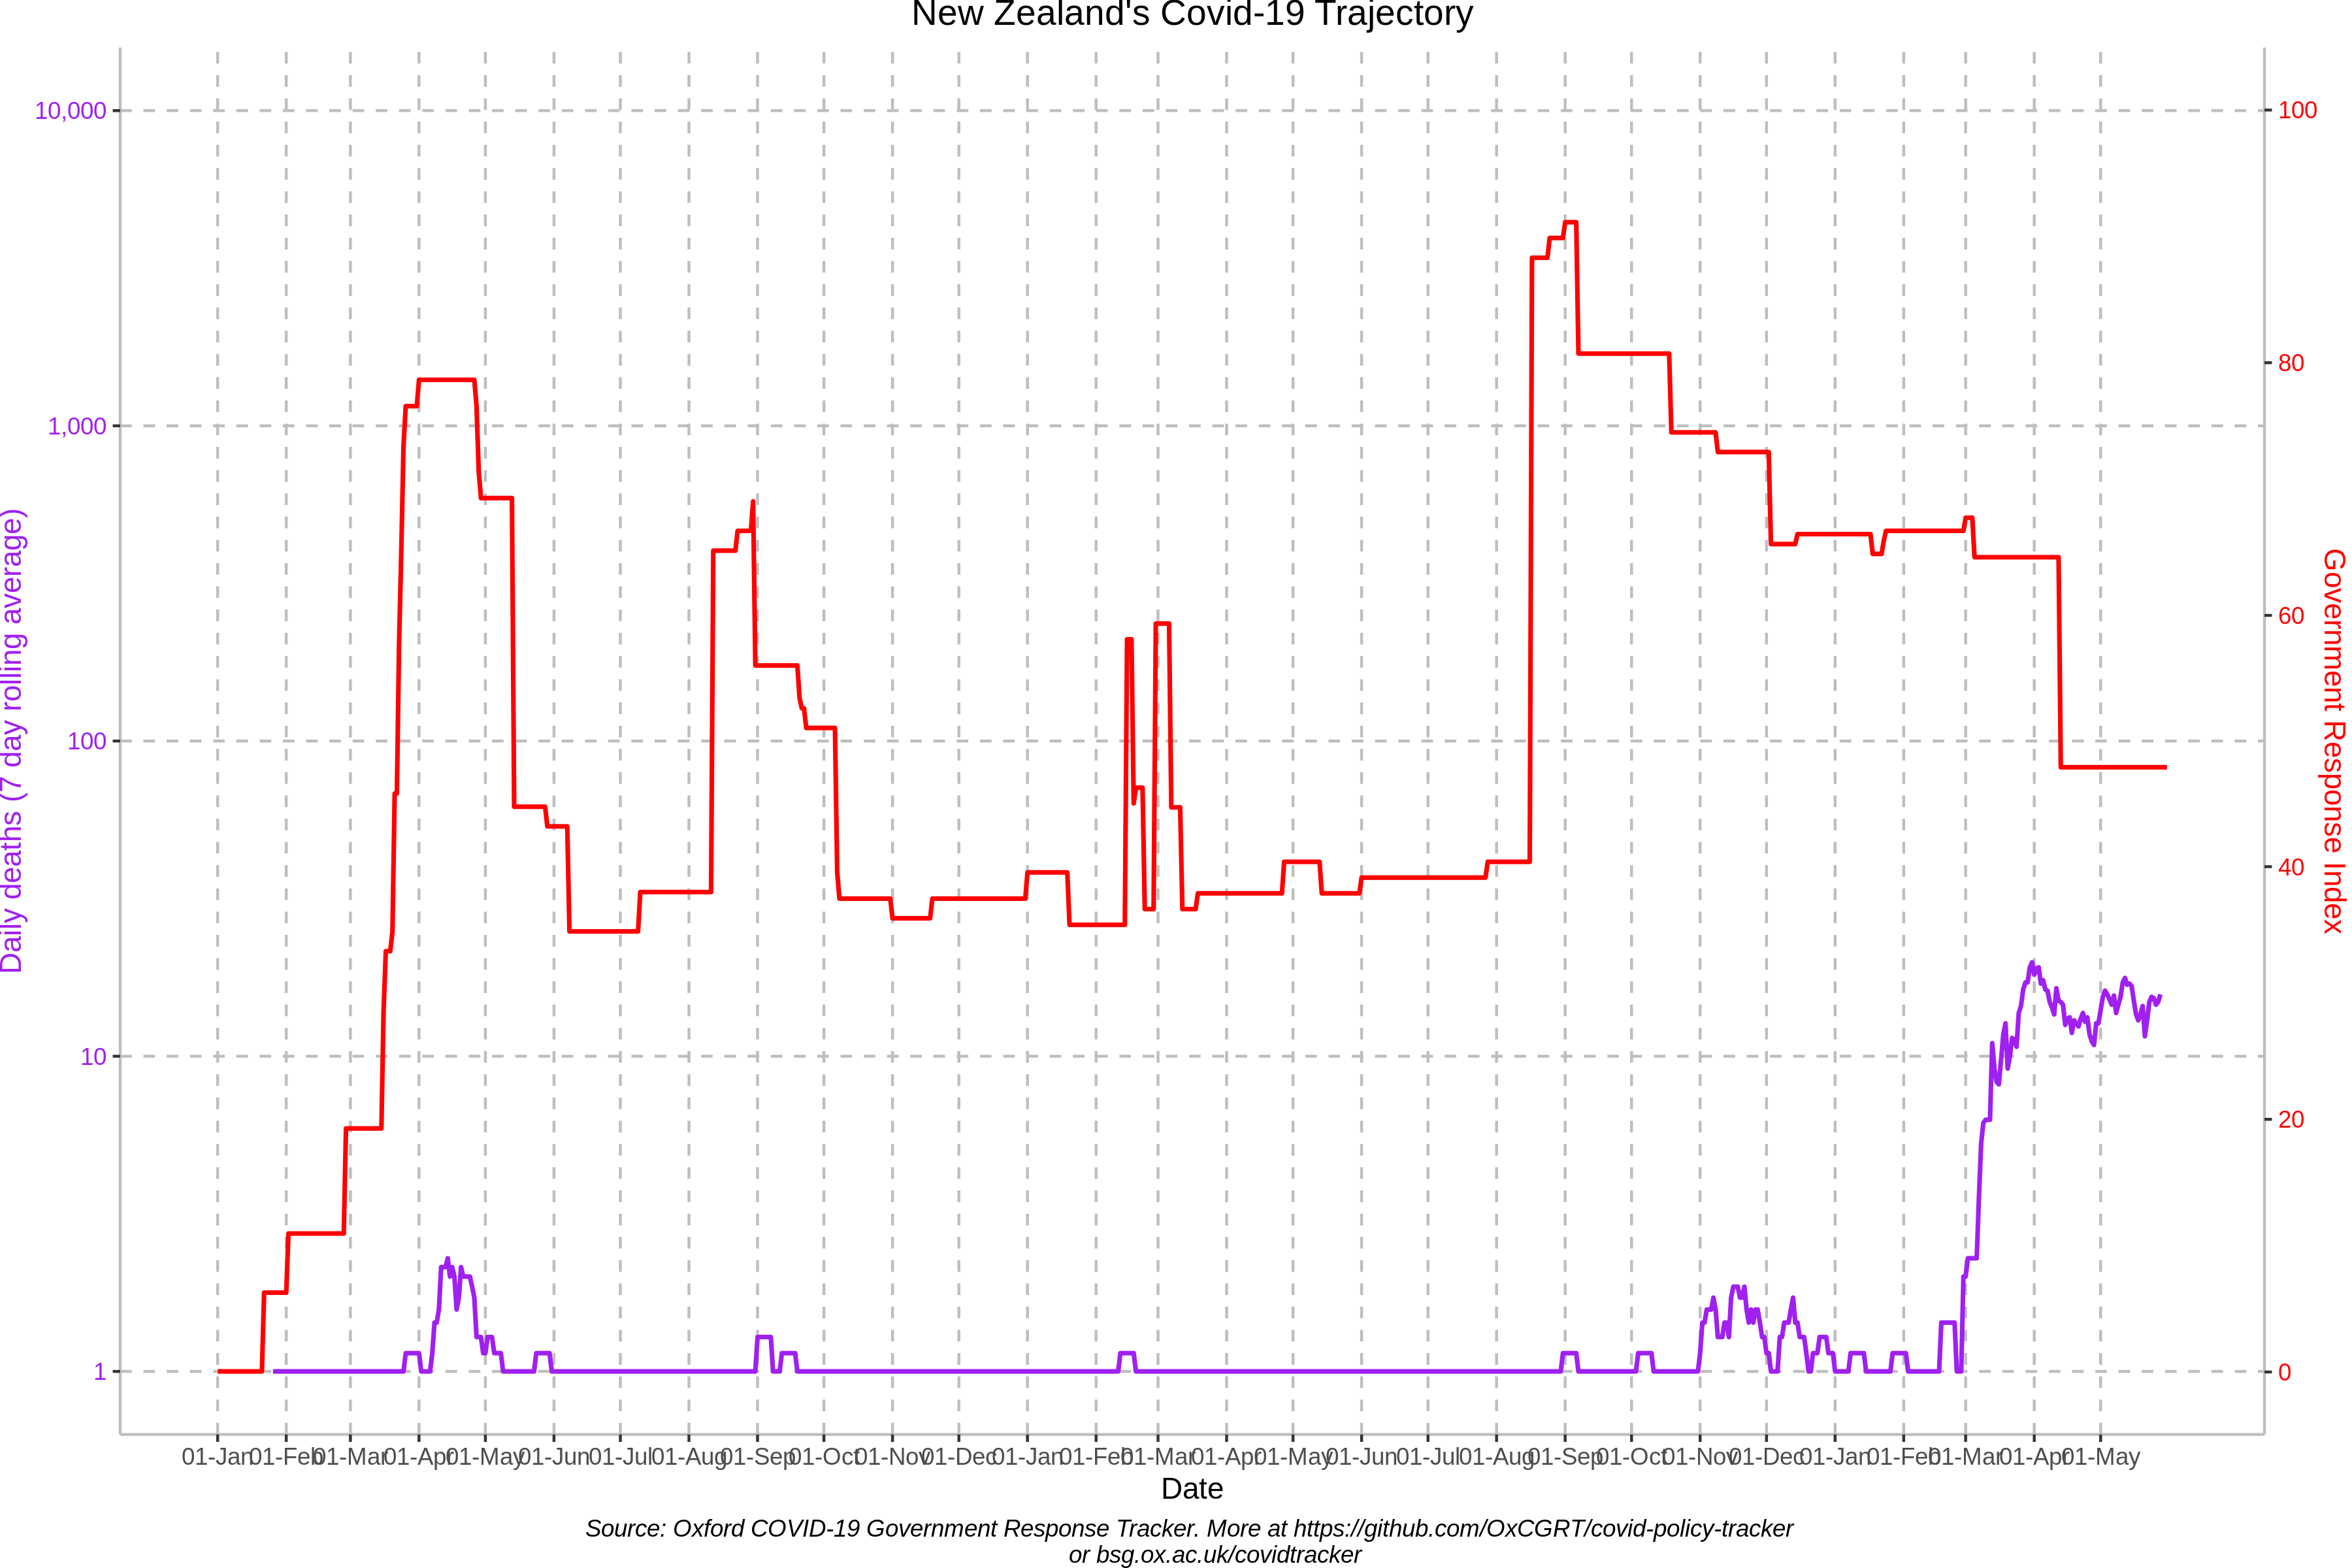 New Zealand's Covid-19 Trajectory
10,000
1,000
100
10
1
Daily deaths (7 day rolling average)
100
80
60
40
20
0
Government Response Index
01-Jan
01-Feb
01-Mar
01-Apr
01-May
01-Jun
01-Jul
01-Aug
01-Sep
01-Oct
01-Nov
01-Dec
01-Jan
01-Feb
01-Mar
01-Apr
01-May
01-Jun
01-Jul
01-Aug
01-Sep
01-Oct
01-Nov
01-Dec
01-Jan
01-Feb
01-Mar
01-Apr
01-May
Date
Source: Oxford COVID-19 Government Response Tracker. More at https://github.com/OxCGRT/covid-policy-tracker
or bsg.ox.ac.uk/covidtracker